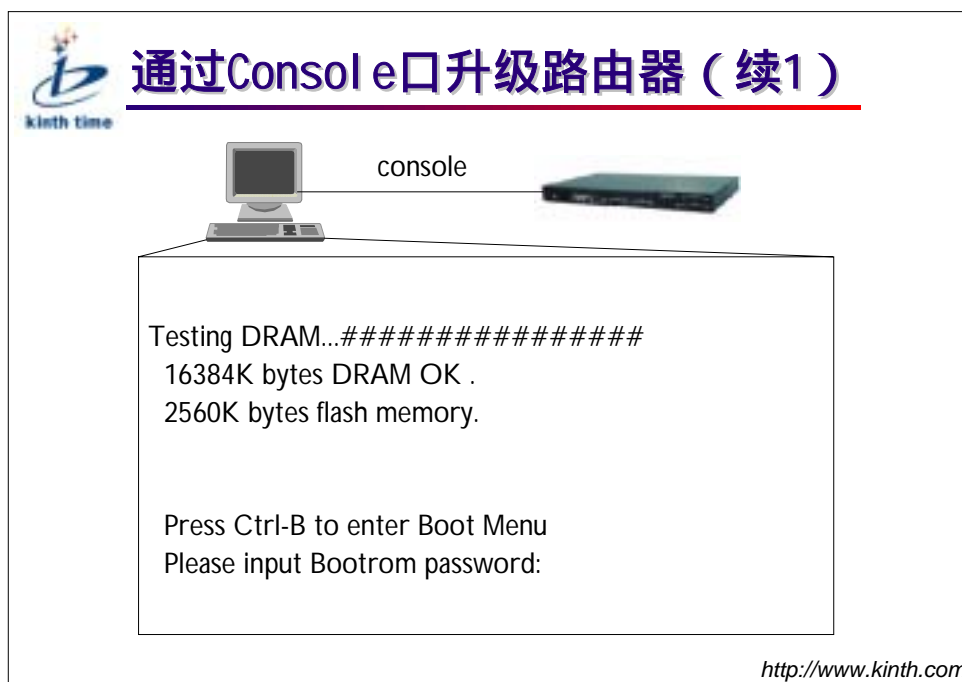 通过Console口升级路由器（续1）
kinth time
console
Testing DRAM...################
16384K bytes DRAM OK .
2560K bytes flash memory.
Press Ctrl-B to enter Boot Menu
Please input Bootrom password:
http://www.kinth.com